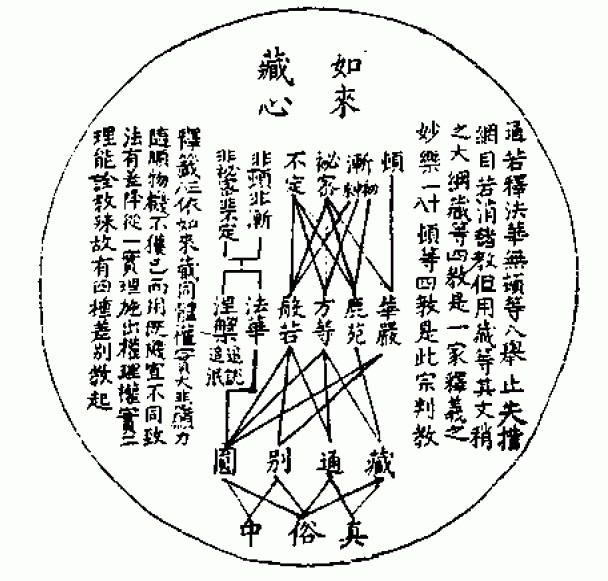 如來
藏心
妙樂一 頓等四教是此宗判教
之大綱藏等四教是一家釋義之
網目若消諸教但用藏等其文稍
通若釋法華無頓等八舉止失措
頓
漸
祕密
不定
非頓非漸
非祕密非不定
華嚴
鹿苑
方等
般若
法華
涅槃
追說
追泯
藏
通
別
圓
真
俗
中
釋籤 依如來藏同體權實大悲願力
隨順物機不獲已而用既機宜不同致
法有差降從一實理施出權理權實二
理能詮教殊故有四種差別教起